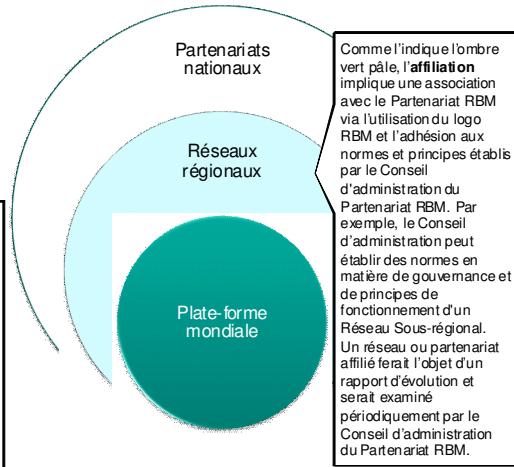 Partenariats
nationaux
Réseaux
régionaux
Plate-forme
mondiale
Comme l'indique l'ombre
vert pâle, l'affiliation
implique une association
avec le Partenariat RBM
via l'utilisation du logo
RBM et l'adhésion aux
normes et principes établis
par le Conseil
d'administration du
Partenariat RBM. Par
exemple, le Conseil
d'administration peut
établir des normes en
matière de gouvernance et
de principes de
fonctionnement d'un
Réseau Sous-régional.
Un réseau ou partenariat
affilié ferait l'objet d'un
rapport d'évolution et
serait examiné
périodiquement par le
Conseil d'administration
du Partenariat RBM.